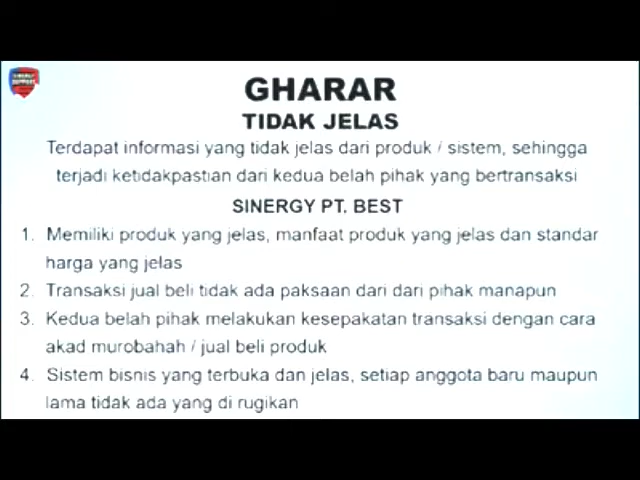 GHARAR
TIDAK JELAS
Terdapat informasi yang tidak jelas dari produk / sistem, sehingga
terjadi ketidakpastian dari kedua belah pihak yang bertransaksi
SINERGY PT. BEST
1. Memiliki produk yang jelas, manfaat produk yang jelas dan standar
harga yang jelas
2. Transaksi jual beli tidak ada paksaan dari dari pihak manapun
3. Kedua belah pihak melakukan kesepakatan transaksi dengan cara
akad murobahah / jual beli produk
4. Sistem bisnis yang terbuka dan jelas, setiap anggota baru maupun
lama tidak ada yang di rugikan